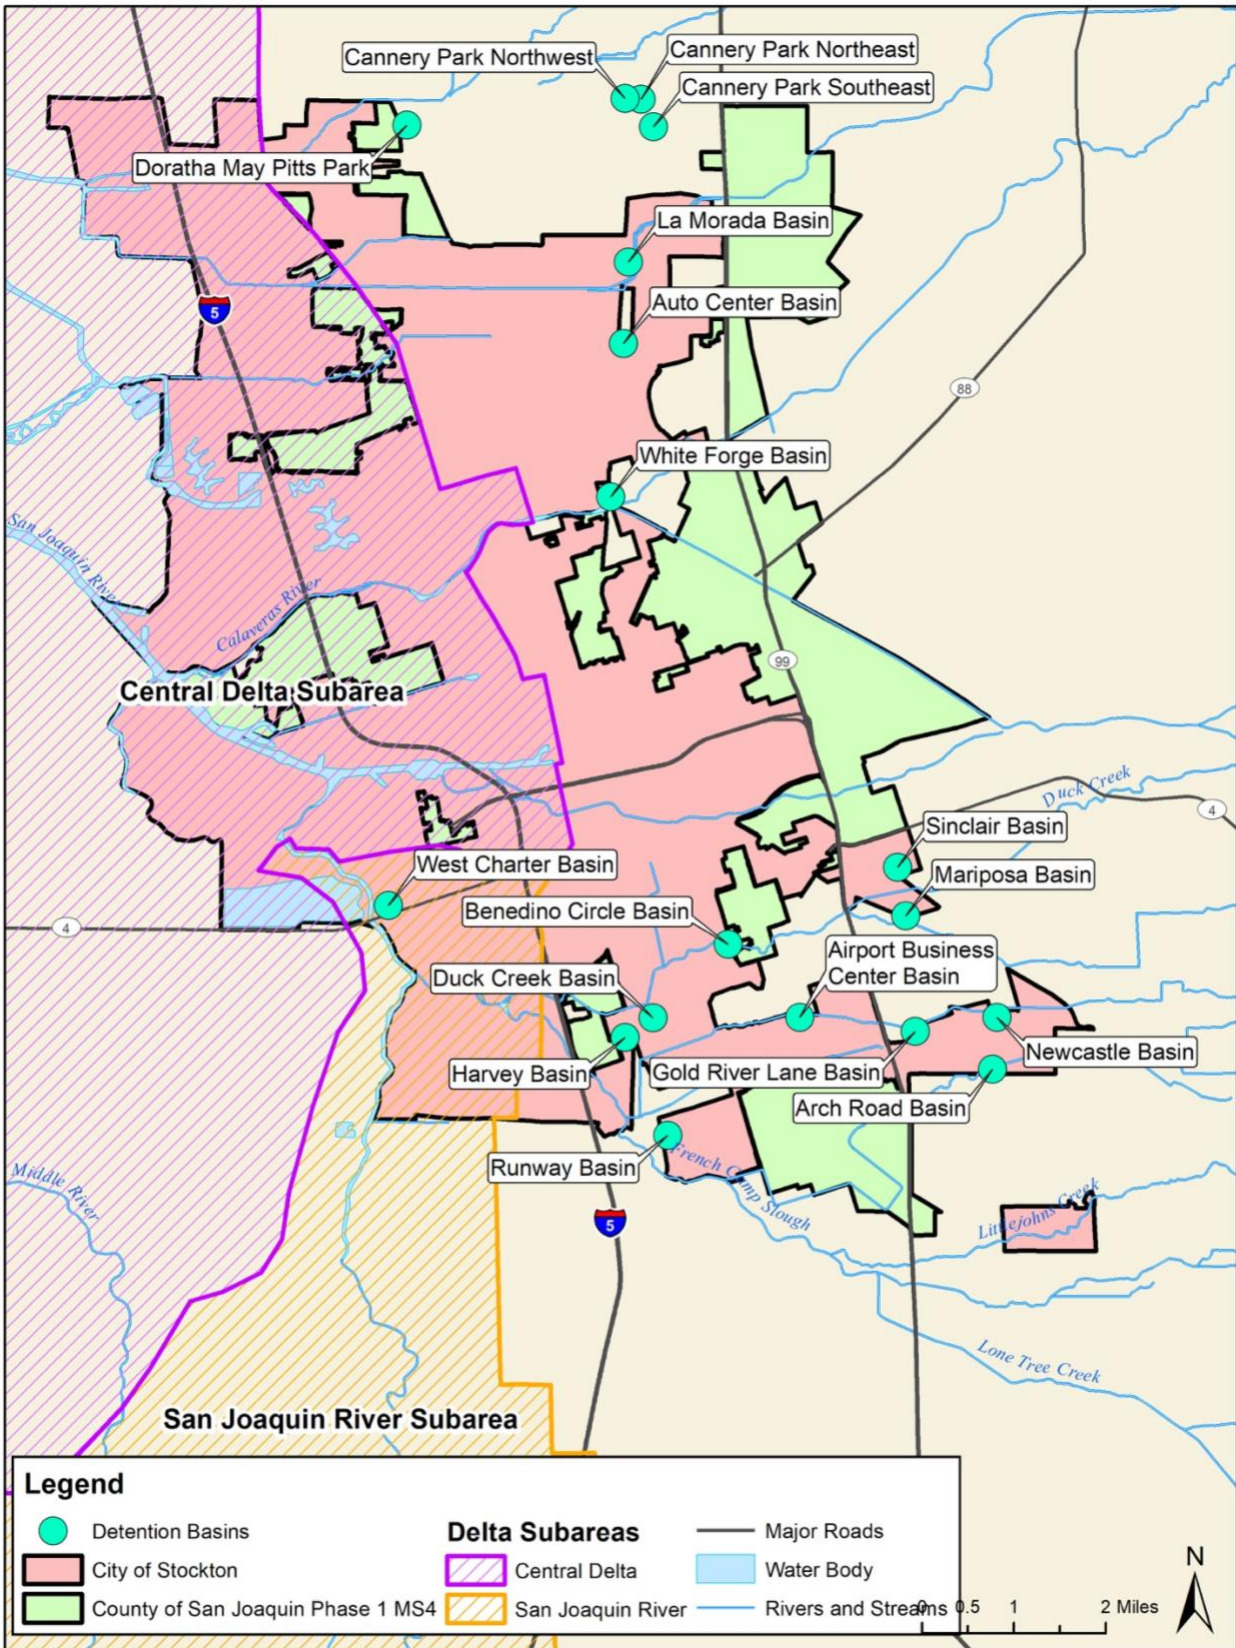 Cannery Park Northwest
Cannery Park Northeast
Cannery Park Southeast
Doratha May Pitts Park
La Morada Basin
Auto Center Basin
5
88
White Forge Basin
San Joaquin River
Calaveras River
99
Central Delta Subarea
Duck Creek
4
Sinclair Basin
West Charter Basin
Mariposa Basin
Benedino Circle Basin
4
Airport Business
Center Basin
Duck Creek Basin
Harvey Basin
Gold River Lane Basin
Newcastle Basin
Arch Road Basin
Runway Basin
French Camp Slough
Middle River
5
Littlejohns Creek
Lone Tree Creek
San Joaquin River Subarea
Legend
Detention Basins
City of Stockton
County of San Joaquin Phase 1 MS4
Delta Subareas
Central Delta
San Joaquin River
Major Roads
Water Body
Rivers and Streams
0 0.5 1 2 Miles
N